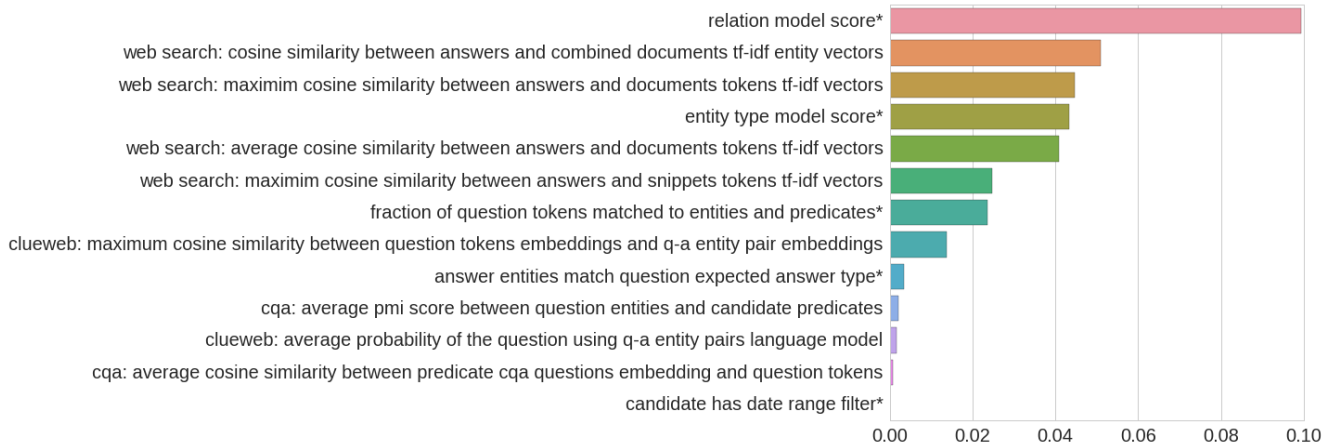 relation model score*
web search: cosine similarity between answers and combined documents tf-idf entity vectors
web search: maximim cosine similarity between answers and documents tokens tf-idf vectors
entity type model score*
web search: average cosine similarity between answers and documents tokens tf-idf vectors
web search: maximim cosine similarity between answers and snippets tokens tf-idf vectors
fraction of question tokens matched to entities and predicates*
clueweb: maximum cosine similarity between question tokens embeddings and q-a entity pair embeddings
answer entities match question expected answer type*
cqa: average pmi score between question entities and candidate predicates
clueweb: average probability of the question using q-a entity pairs language model
cqa: average cosine similarity between predicate cqa questions embedding and question tokens
candidate has date range filter*
0.00 0.02 0.04 0.06 0.08 0.10